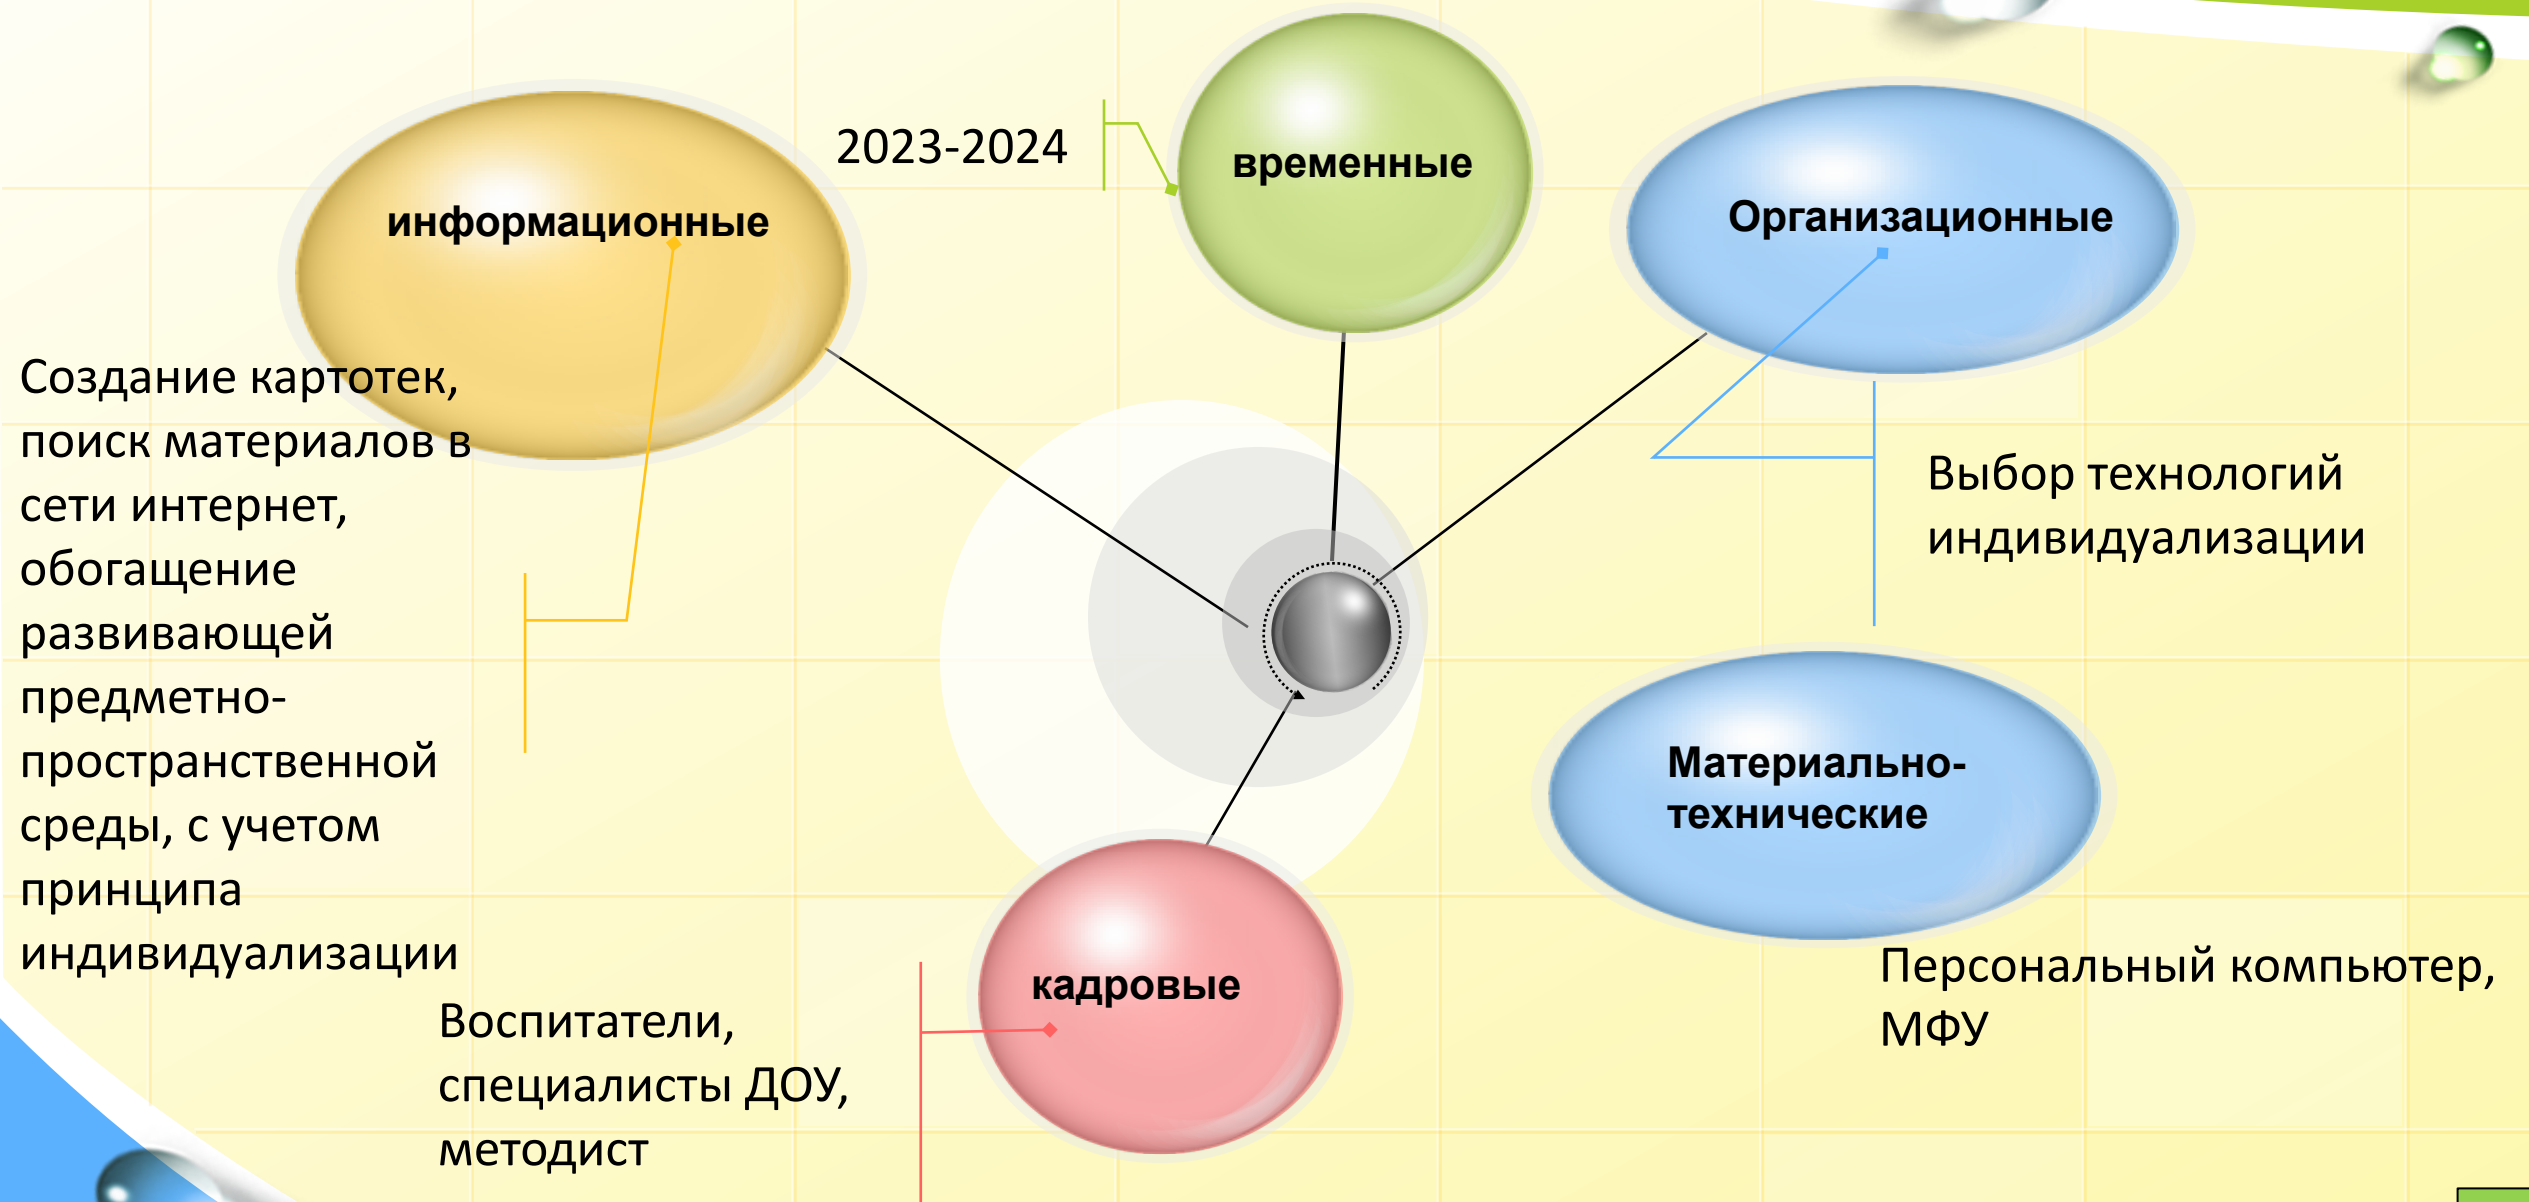 2023-2024
временные
информационные
Организационные
Создание картотек,
поиск материалов в
сети интернет,
обогащение
развивающей
предметно-
пространственной
среды, с учетом
принципа
индивидуализации
Выбор технологий
индивидуализации
Материально-
технические
Персональный компьютер,
МФУ
кадровые
Воспитатели,
специалисты ДОУ,
методист